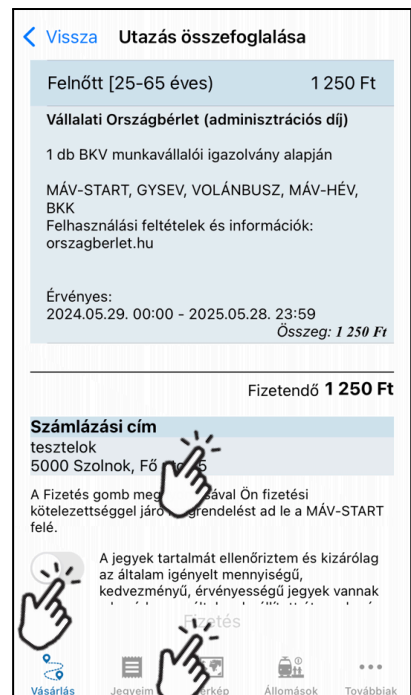 Vissza Utazás összefoglalása
Felnőtt [25-65 éves) 1 250 Ft
Vállalati Országbérlet (adminisztrációs díj)
1 db BKV munkavállalói igazolvány alapján
MÁV-START, GYSEV, VOLÁNBUSZ, MÁV-HÉV,
BKK
Felhasználási feltételek és információk:
orszagberlet.hu
Érvényes:
2024.05.29. 00:00 - 2025.05.28. 23:59
Összeg: 1 250 Ft
Fizetendő 1 250 Ft
Számlázási cím
tesztelok
5000 Szolnok, Fő
A Fizetés gomb Ön fizetési
kötelezettséggel járó ad le a MÁV-START
felé.
A jegyek tartalmát ellenőriztem és kizárólag
az általam igényelt mennyiségű,
kedvezményű, érvényességű jegyek vannak
Fizetés
Vásárlás Jegyeim Állomások Továbbiak